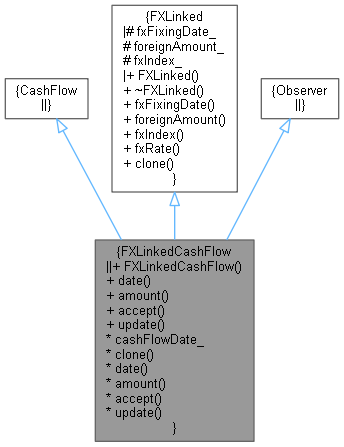 {FXLinked
|# fxFixingDate_
# foreignAmount_
# fxIndex_
|+ FXLinked()
+ ~FXLinked()
+ fxFixingDate()
+ foreignAmount()
+ fxIndex()
+ fxRate()
+ clone()
}
{CashFlow
||}
{Observer
||}
{FXLinkedCashFlow
||+ FXLinkedCashFlow()
+ date()
+ amount()
+ accept()
+ update()
* cashFlowDate_
* clone()
* date()
* amount()
* accept()
* update()
}